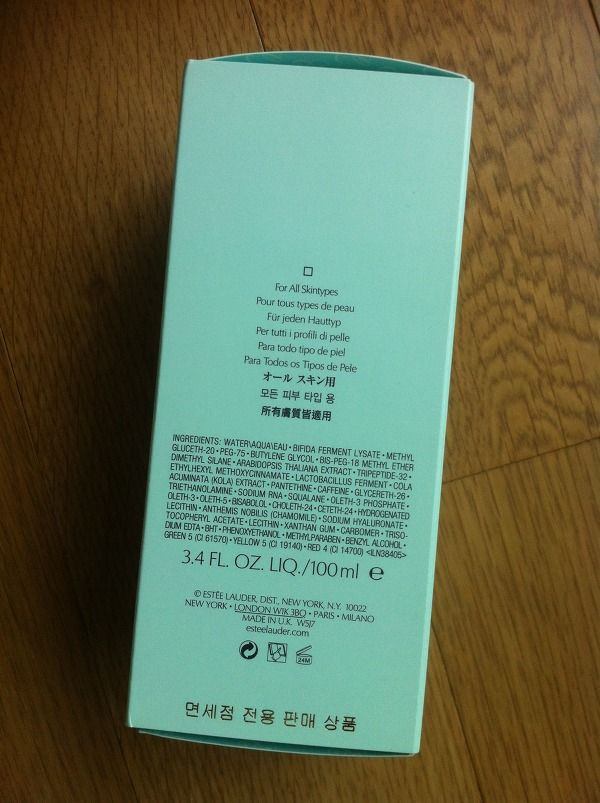 For All Skintypes
Pour tous types de peau
Für jeden Hauttyp
Per tutti i profili di pelle
Para todo tipo de piel
Para Todos os Tipos de Pele
オール スキン用
모든 피부 타입 용
所有膚質皆適用
INGREDIENTS: WATER\AQUA\EAU • BIFIDA FERMENT LYSATE • METHYL
GLUCETH-20 • PEG-75 • BUTYLENE GLYCOL • BIS-PEG-18 METHYL ETHER
DIMETHYL SILANE • ARABIDOPSIS THALIANA EXTRACT • TRIPEPTIDE-32 •
ETHYLHEXYL METHOXYCINNAMATE • LACTOBACILLUS FERMENT • COLA
ACUMINATA (KOLA) EXTRACT • PANTETHINE • CAFFEINE • GLYCERETH-26 •
TRIETHANOLAMINE • SODIUM RNA • SQUALANE • OLETH-3 PHOSPHATE •
OLETH-3 • OLETH-5 • BISABOLOL • CHOLETH-24 • CETETH-24 • HYDROGENATED
LECITHIN • ANTHEMIS NOBILIS (CHAMOMILE) • SODIUM HYALURONATE •
TOCOPHERYL ACETATE • LECITHIN • XANTHAN GUM • CARBOMER • TRISO-
DIUM EDTA • BHT • PHENOXYETHANOL • METHYLPARABEN • BENZYL ALCOHOL •
GREEN 5 (CI 61570) • YELLOW 5 (CI 19140) • RED 4 (CI 14700) <ILN38405>
3.4 FL. OZ. LIQ./100ml ℮
© ESTĒE LAUDER, DIST., NEW YORK, N.Y. 10022
NEW YORK • LONDON W1K 3BQ • PARIS • MILANO
MADE IN U.K. W5J7
esteelauder.com
24M
면세점 전용 판매 상품